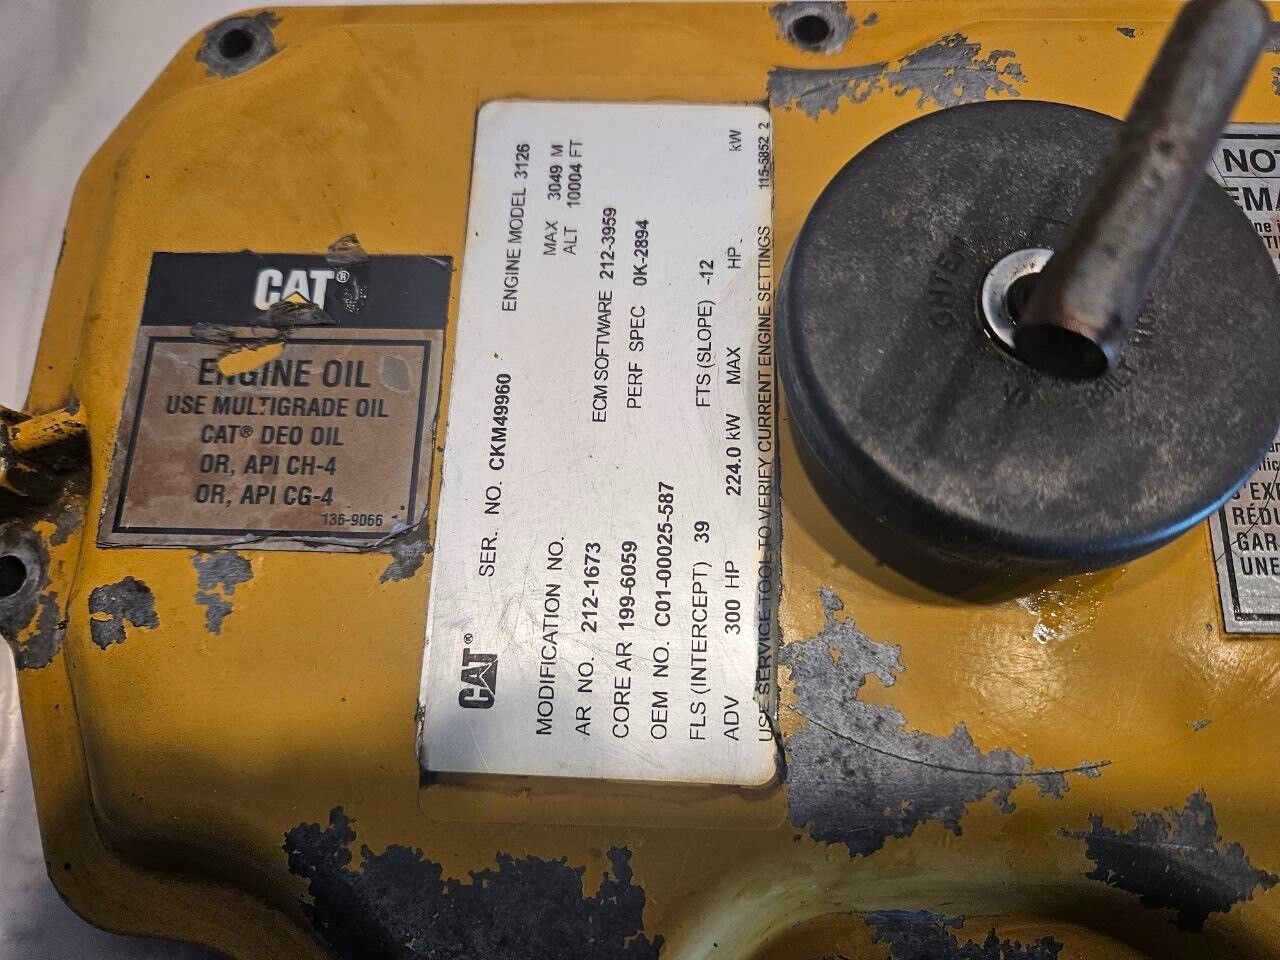 CAT®
ENGINE OIL
USE MULTIGRADE OIL
CAT® DEO OIL
OR, API CH-4
OR, API CG-4
136-9066
CAT® SER. NO. CKM49960 ENGINE MODEL 3126
MODIFICATION NO. MAX 3049 M
ALT 10004 FT
AR NO. 212-1673 ECM SOFTWARE 212-3959
CORE AR 199-6059 PERF SPEC 0K-2894
OEM NO. C01-00025-587
FLS (INTERCEPT) 39 FTS (SLOPE) -12
ADV 300 HP 224.0 kW MAX HP kW
USE SERVICE TOOL TO VERIFY CURRENT ENGINE SETTINGS 115-5852 2
NOT
EMA
RÉDU
GAR
UNE